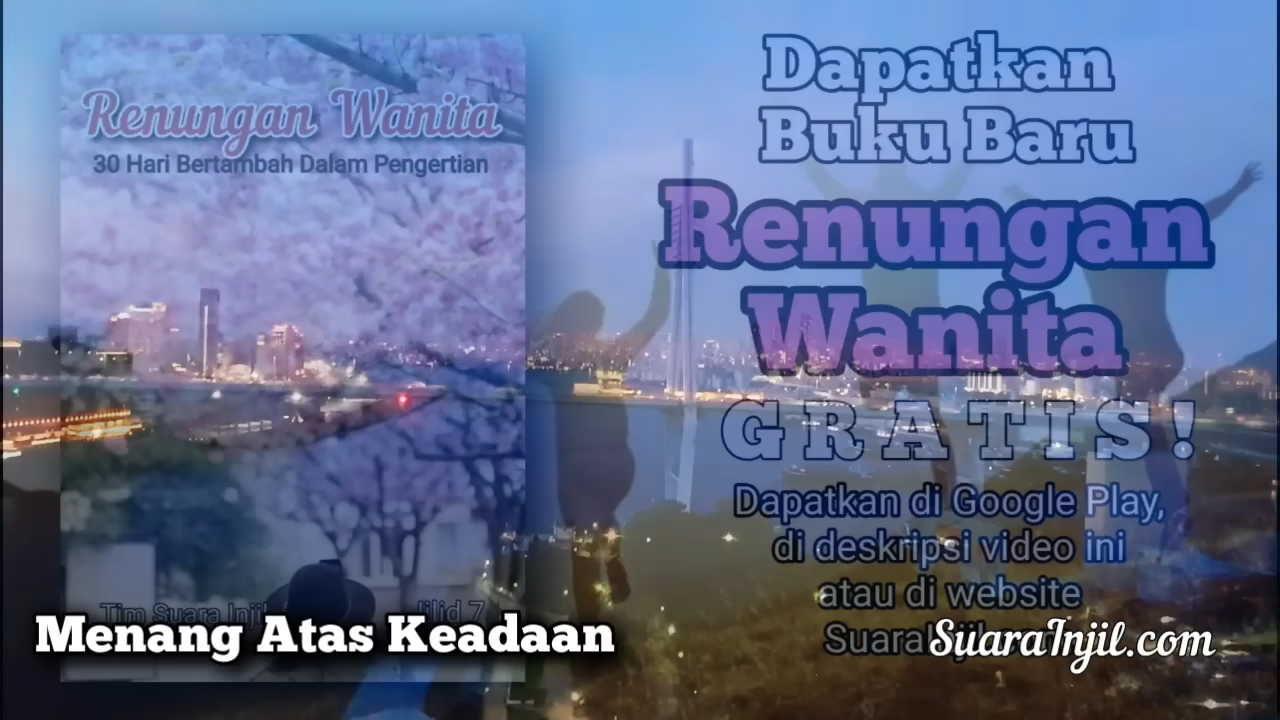 Renungan Wanita
30 Hari Bertambah Dalam Pengertian
Tim Suara Injil
Jilid 7
Menang Atas Keadaan
Dapatkan
Buku Baru
Renungan
Wanita
GRATIS!
Dapatkan di Google Play,
di deskripsi video ini
atau di website
SuaraInjil.com